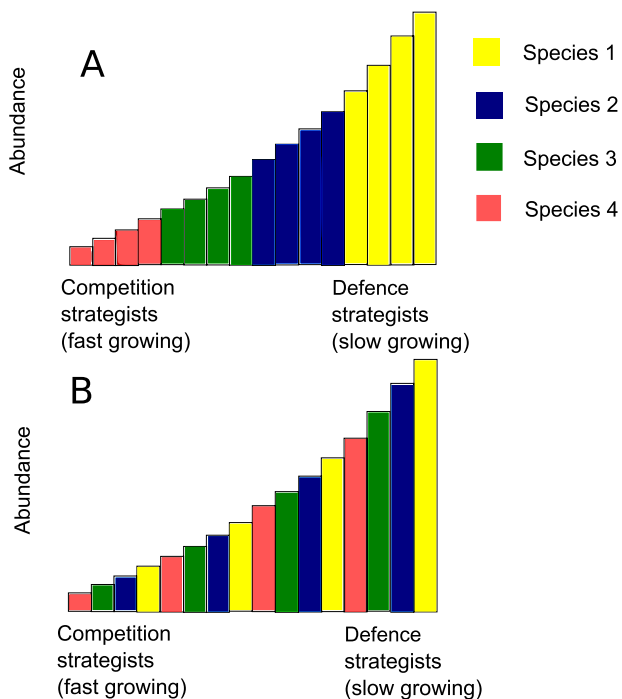 A
Abundance
Species 1
Species 2
Species 3
Species 4
Competition
strategists
(fast growing)
Defence
strategists
(slow growing)
B
Abundance
Competition
strategists
(fast growing)
Defence
strategists
(slow growing)